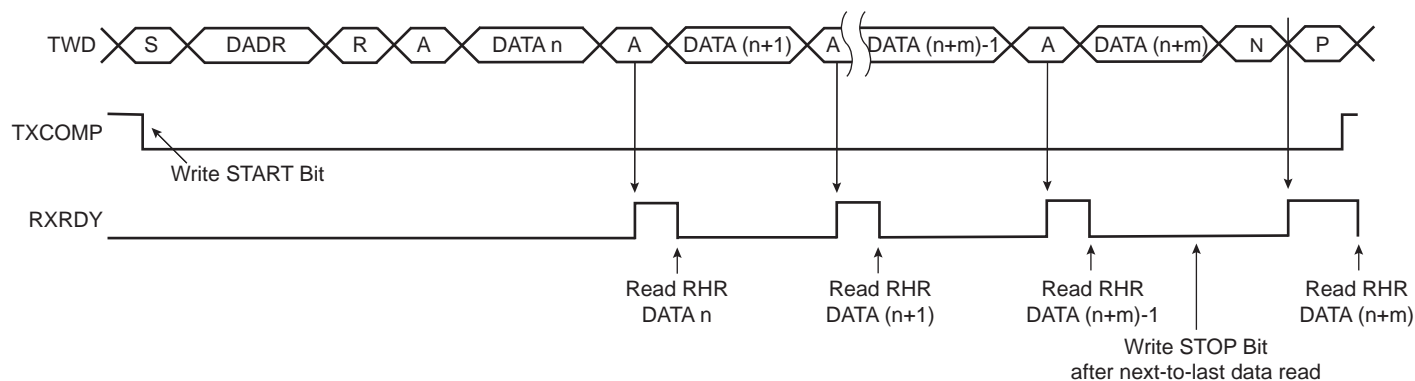 TWD S DADR R A DATA n A DATA (n+1) A DATA (n+m)-1 A DATA (n+m) N P
TXCOMP
Write START Bit
RXRDY
Read RHR Read RHR Read RHR Read RHR
DATA n DATA (n+1) DATA (n+m)-1 DATA (n+m)
Write STOP Bit
after next-to-last data read